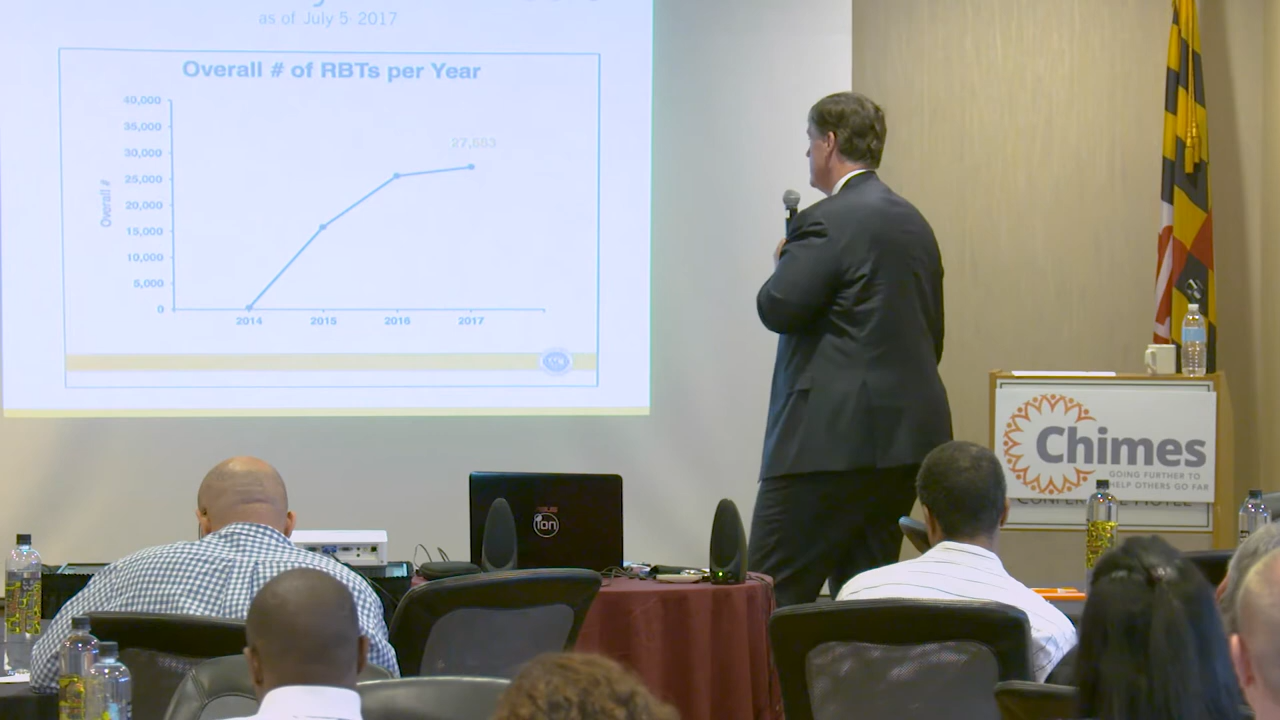 as of July 5, 2017
Overall # of RBTs per Year
40,000
35,000
30,000
25,000
20,000
15,000
10,000
5,000
0
Overall #
2014 2015 2016 2017
Chimes
GOING FURTHER TO
HELP OTHERS GO FAR
ion